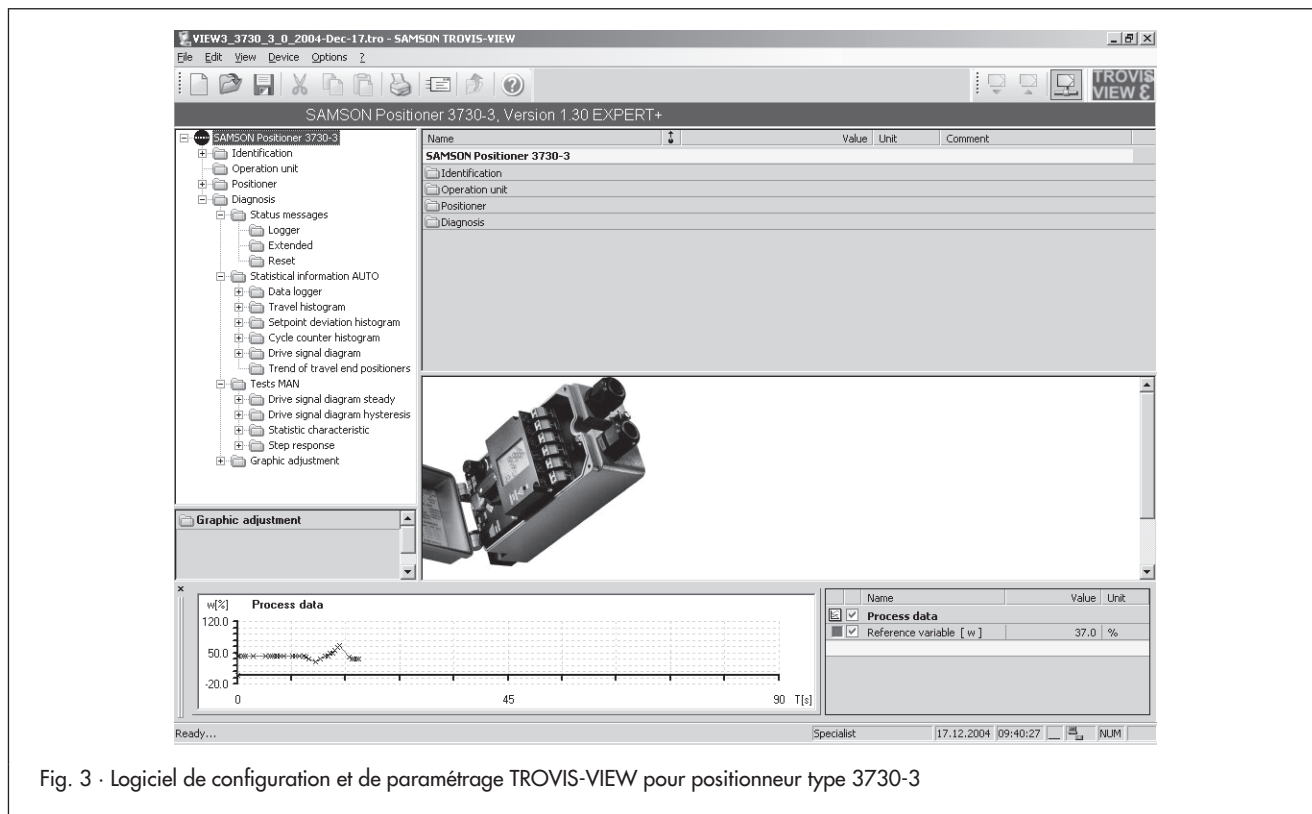 VIEW3_3730_3_0_2004-Dec-17.tro - SAMSON TROVIS-VIEW
File Edit View Device Options ?
TROVIS
VIEW
SAMSON Positioner 3730-3, Version 1.30 EXPERT+
SAMSON Positioner 3730-3
Identification
Operation unit
Positioner
Diagnosis
Status messages
Logger
Extended
Reset
Statistical information AUTO
Data logger
Travel histogram
Setpoint deviation histogram
Cycle counter histogram
Drive signal diagram
Trend of travel end positioners
Tests MAN
Drive signal diagram steady
Drive signal diagram hysteresis
Statistic characteristic
Step response
Graphic adjustment
Name Value Unit Comment
SAMSON Positioner 3730-3
Identification
Operation unit
Positioner
Diagnosis
Graphic adjustment
w[%] Process data
120.0
50.0
-20.0
0 45 90 T[s]
Name Value Unit
Process data
Reference variable [ w ] 37.0 %
Ready... Specialist 17.12.2004 09:40:27 NUM
Fig. 3 · Logiciel de configuration et de paramétrage TROVIS-VIEW pour positionneur type 3730-3